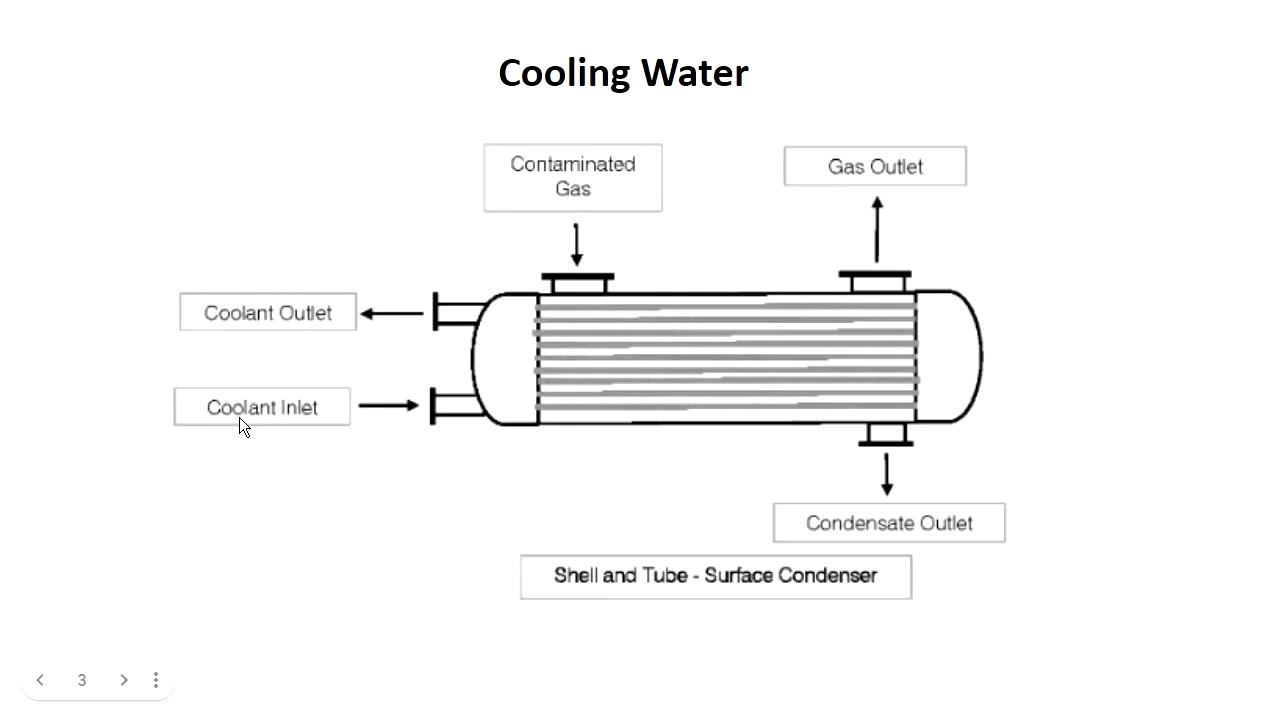 Cooling Water
Contaminated
Gas
Gas Outlet
Coolant Outlet
Coolant Inlet
Condensate Outlet
Shell and Tube - Surface Condenser
3